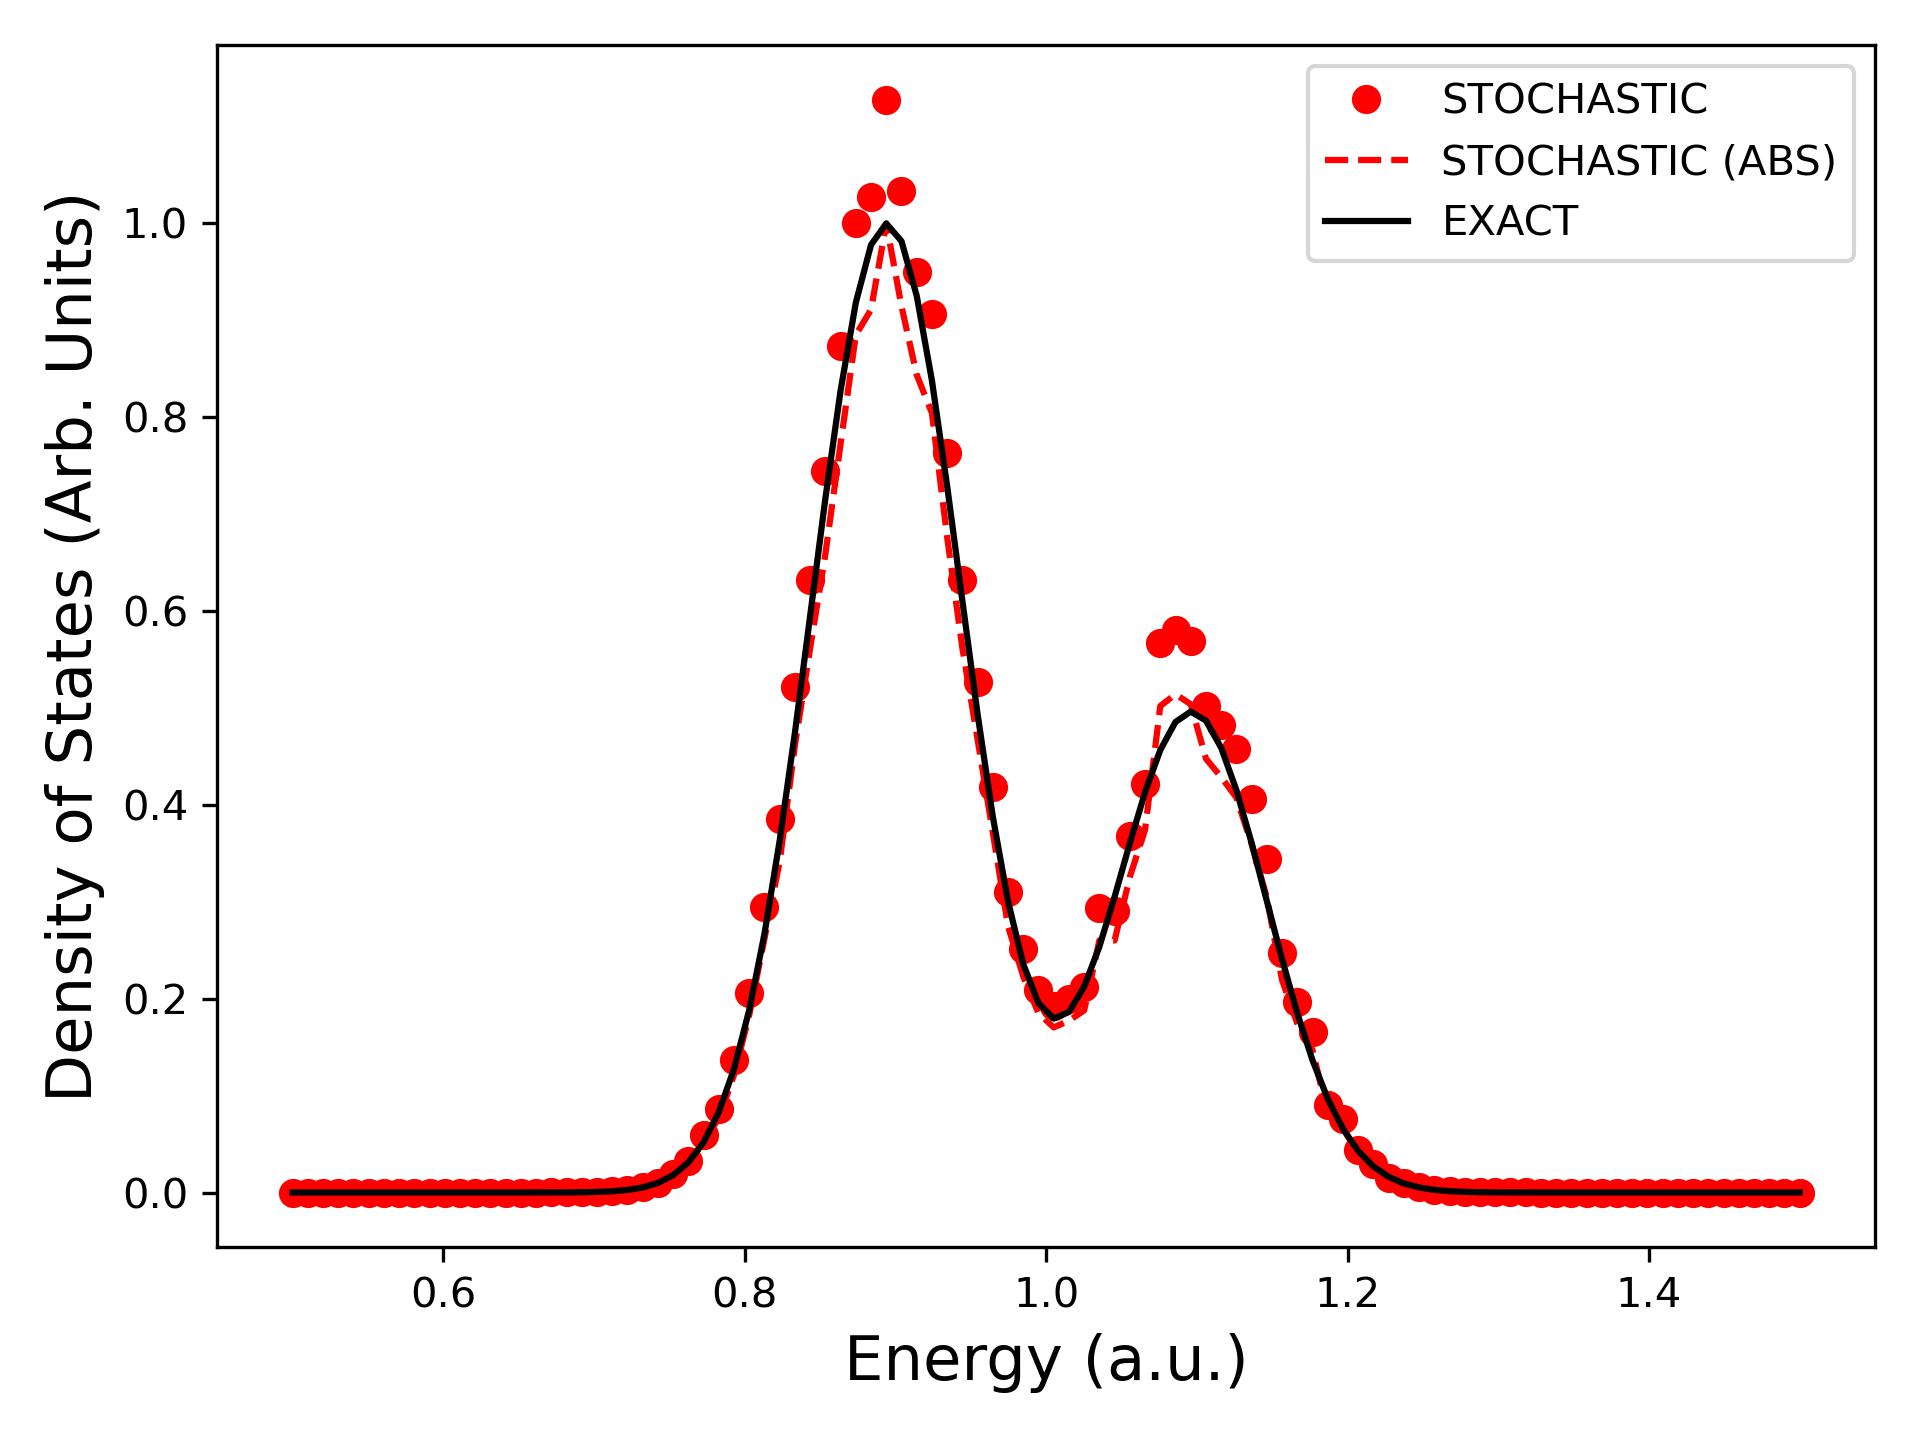 STOCHASTIC
STOCHASTIC (ABS)
EXACT
Density of States (Arb. Units)
1.0
0.8
0.6
0.4
0.2
0.0
0.6 0.8 1.0 1.2 1.4
Energy (a.u.)